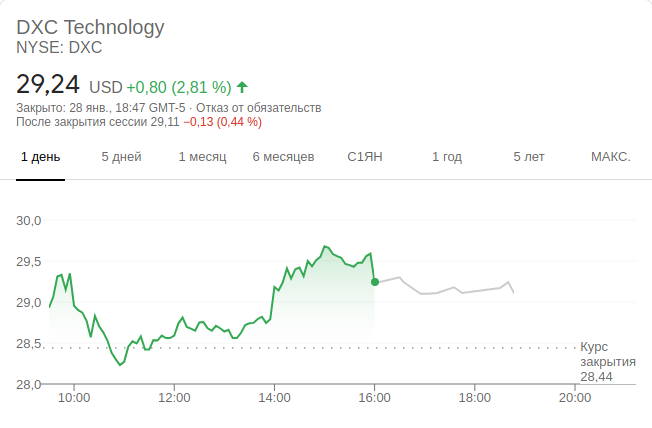 DXC Technology
NYSE: DXC
29,24 USD +0,80 (2,81 %)
Закрыто: 28 янв., 18:47 GMT-5 · Отказ от обязательств
После закрытия сессии 29,11 −0,13 (0,44 %)
1 день 5 дней 1 месяц 6 месяцев С1ЯН 1 год 5 лет МАКС.
30,0
29,5
29,0
28,5
28,0
Курс
закрытия
28,44
10:00 12:00 14:00 16:00 18:00 20:00